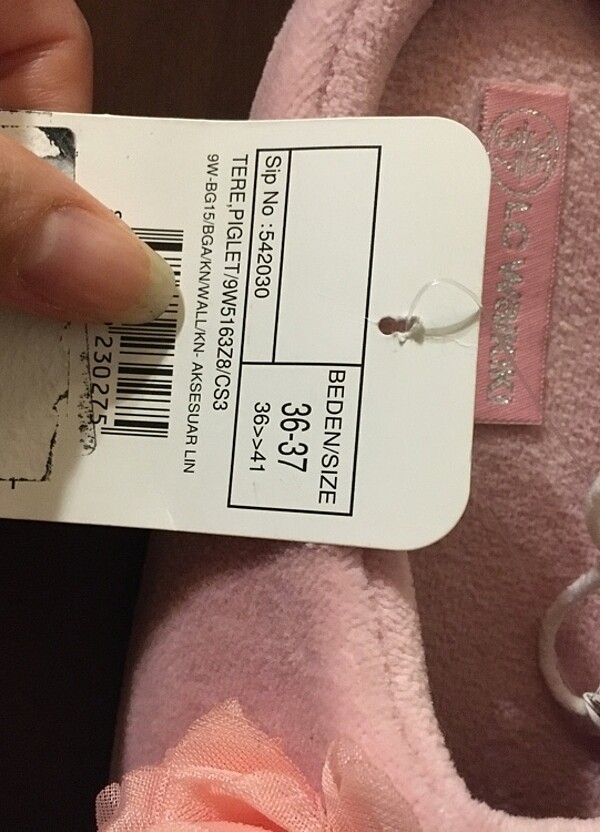 BEDEN/SIZE
36-37
36>>41
Sip No :542030
TERE,PIGLET/9W5163Z8/CS3
9W-BG15/BGA/KN/WALL/KN- AKSESUAR LIN
230275
LC WAIKIKI